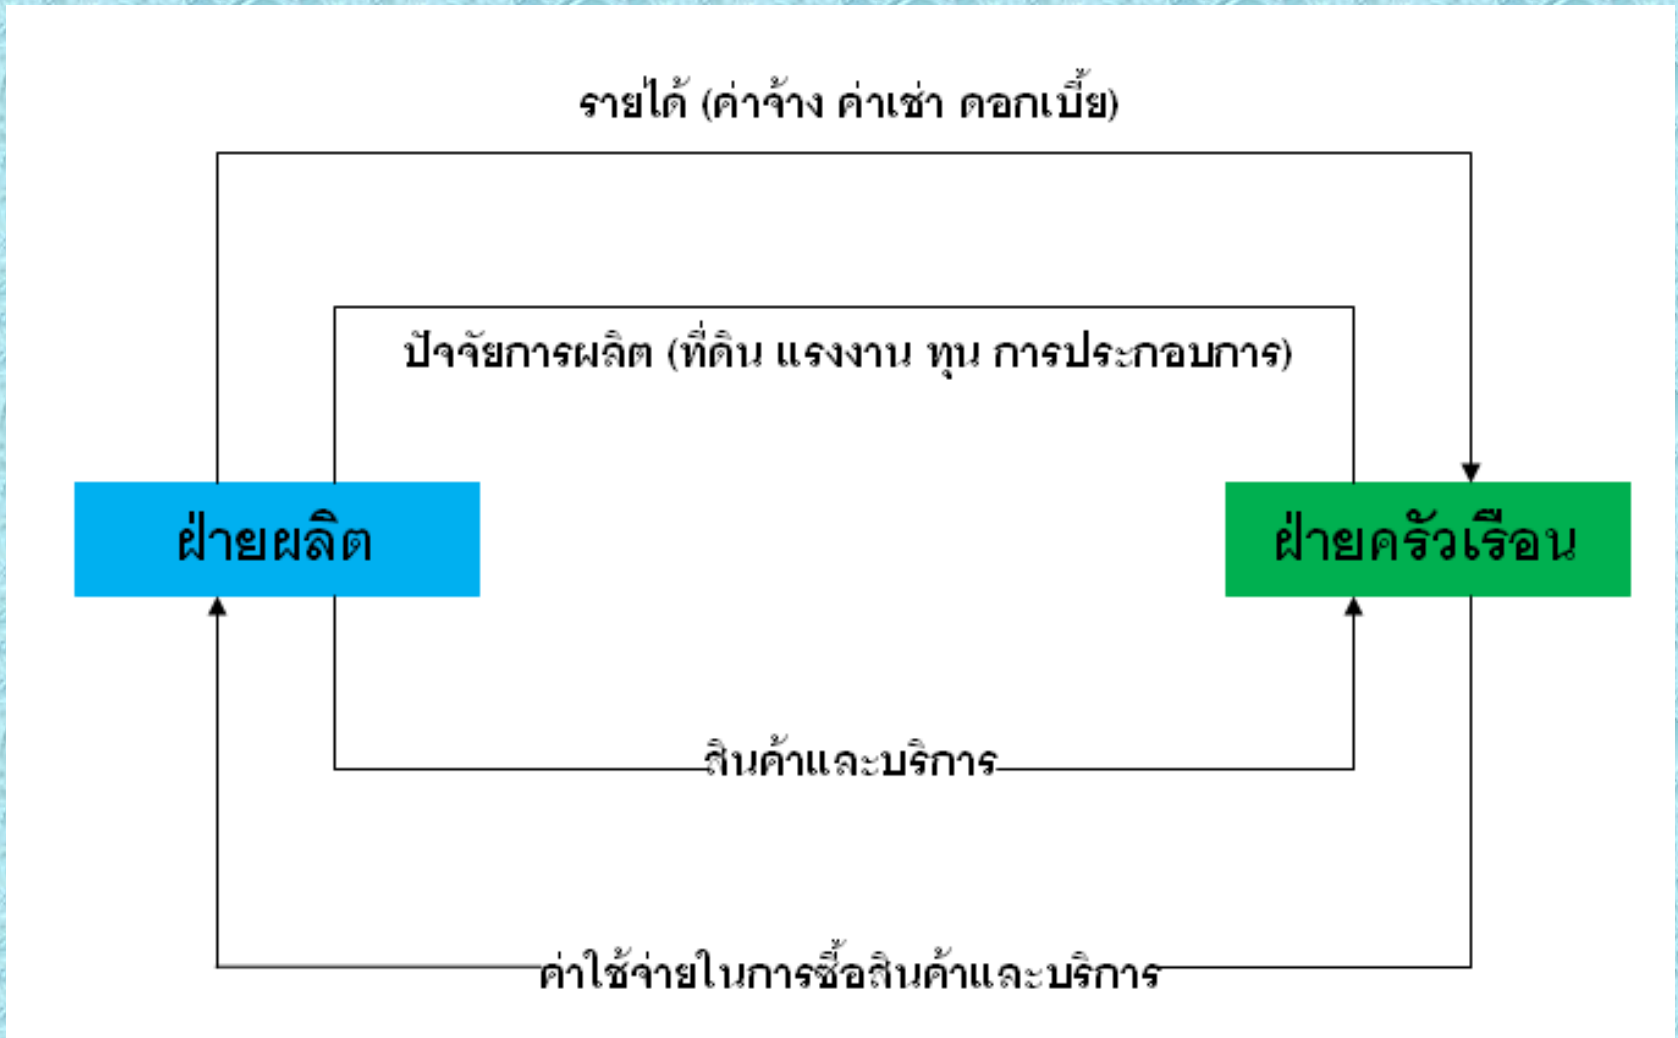 รายได้ (ค่าจ้าง ค่าเช่า ดอกเบี้ย)
ปัจจัยการผลิต (ที่ดิน แรงงาน ทุน การประกอบการ)
ฝ่ายผลิต
ฝ่ายครัวเรือน
สินค้าและบริการ
ค่าใช้จ่ายในการซื้อสินค้าและบริการ